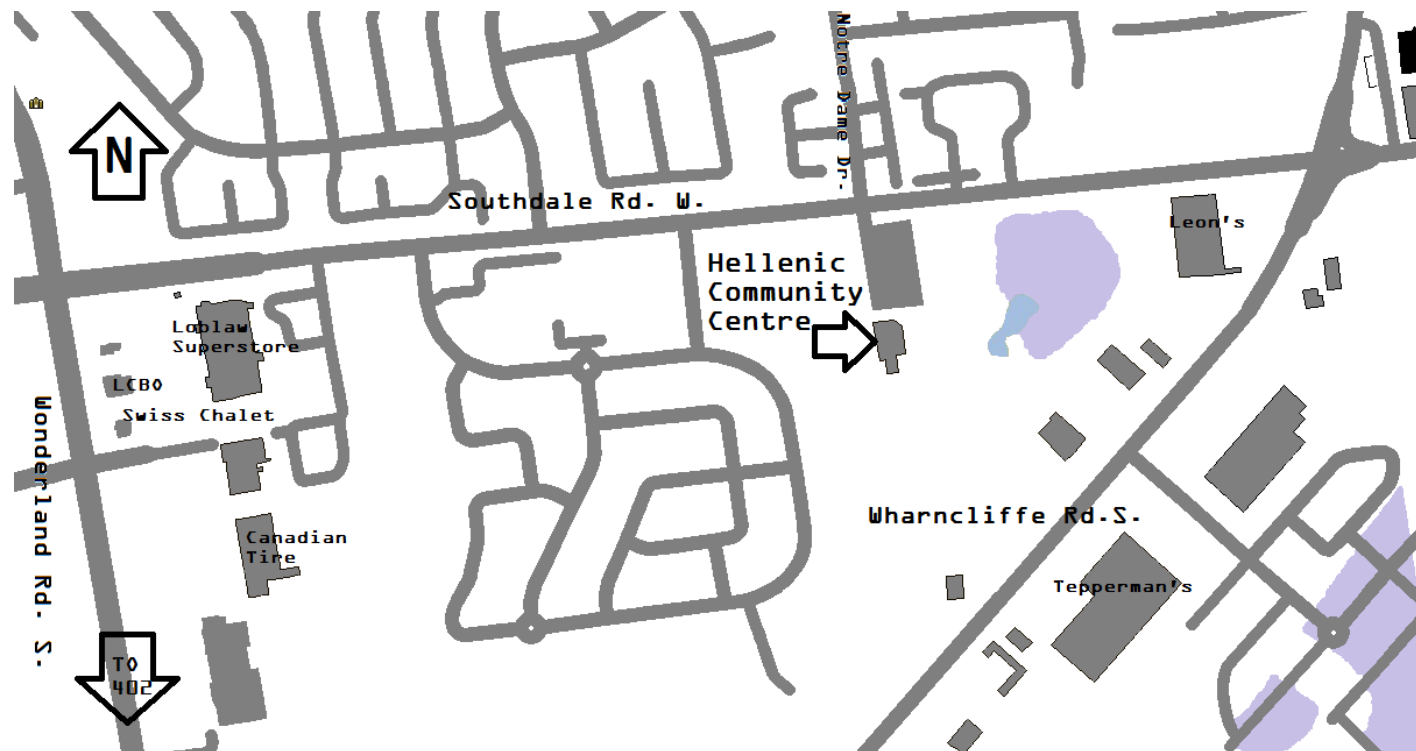 Notre Dame Dr.
N
Southdale Rd. W.
Leon's
Hellenic
Community
Centre
Loblaw
Superstore
LCBO
Swiss Chalet
Wonderland Rd. S.
Wharncliffe Rd.S.
Canadian
Tire
Tepperman's
TO
402